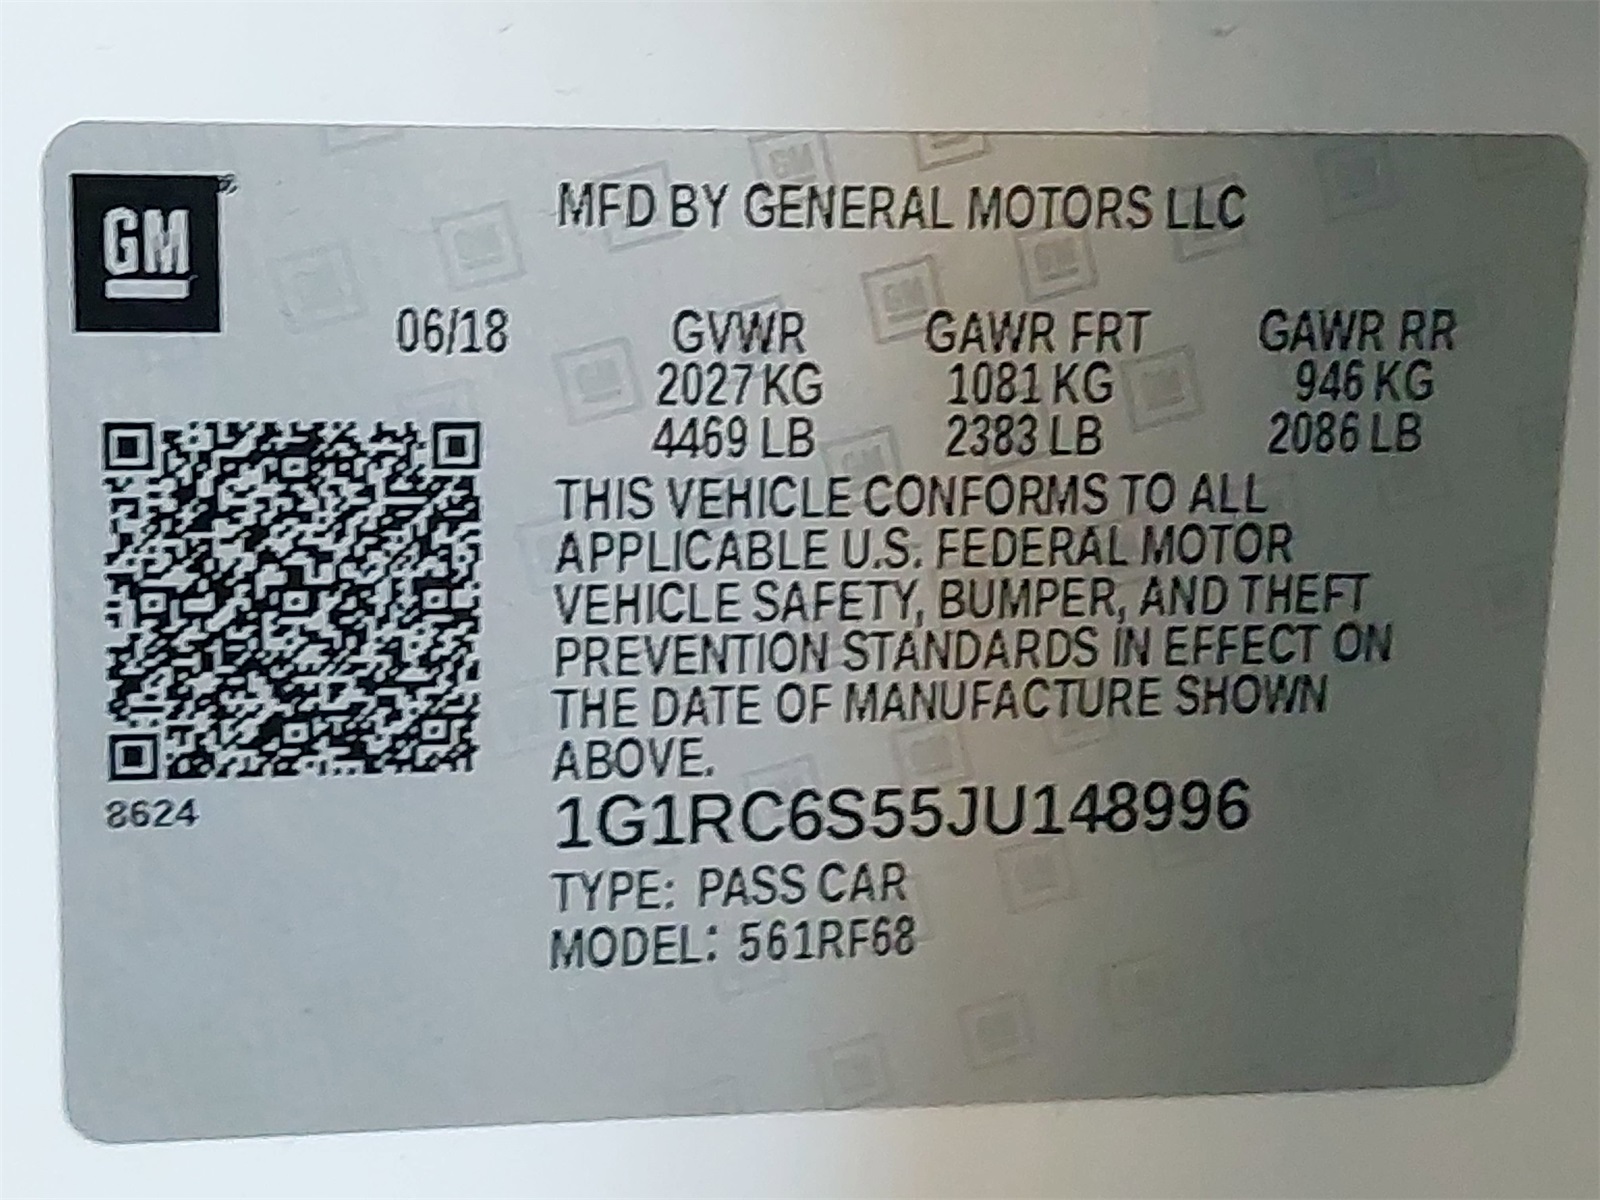 GM
MFD BY GENERAL MOTORS LLC
06/18 GVWR GAWR FRT GAWR RR
2027 KG 1081 KG 946 KG
4469 LB 2383 LB 2086 LB
THIS VEHICLE CONFORMS TO ALL
APPLICABLE U.S. FEDERAL MOTOR
VEHICLE SAFETY, BUMPER, AND THEFT
PREVENTION STANDARDS IN EFFECT ON
THE DATE OF MANUFACTURE SHOWN
ABOVE.
8624
1G1RC6S55JU148996
TYPE: PASS CAR
MODEL: 561RF68